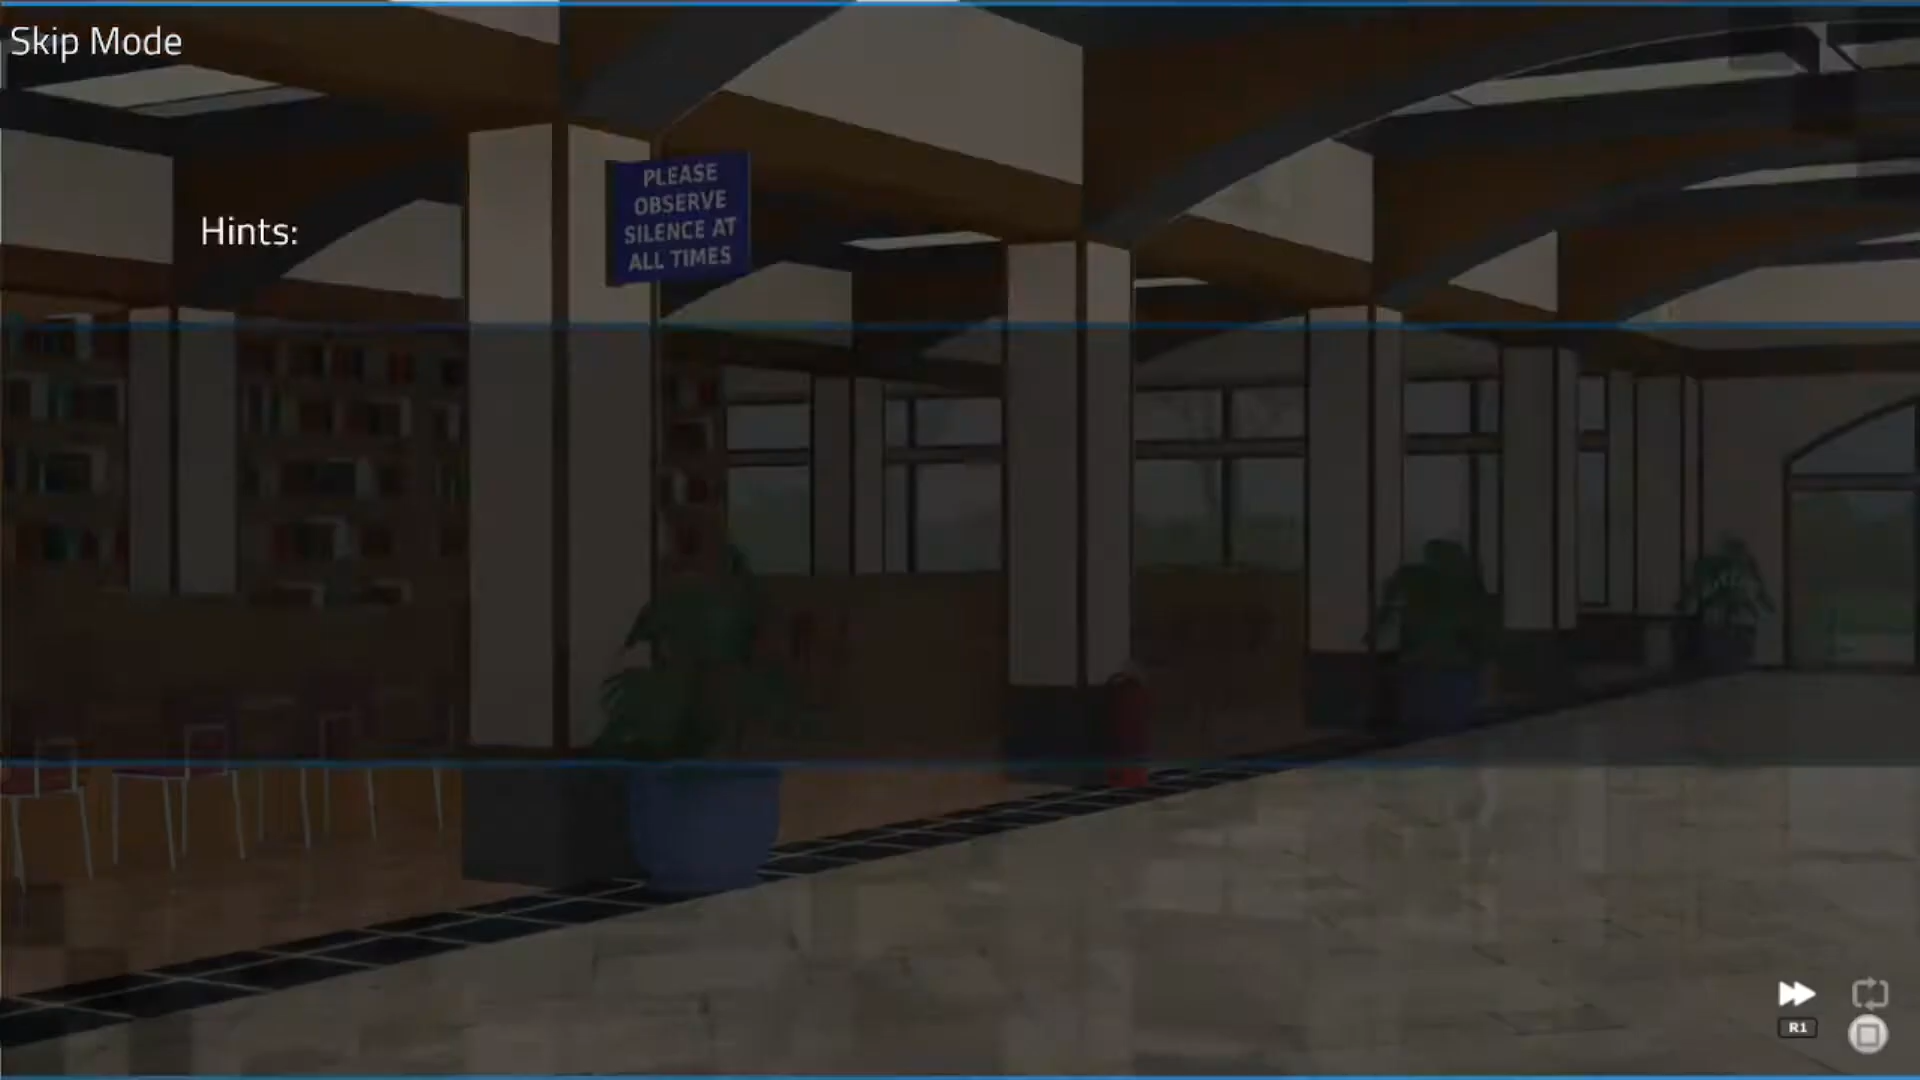 Skip Mode
Hints:
PLEASE
OBSERVE
SILENCE AT
ALL TIMES
R1